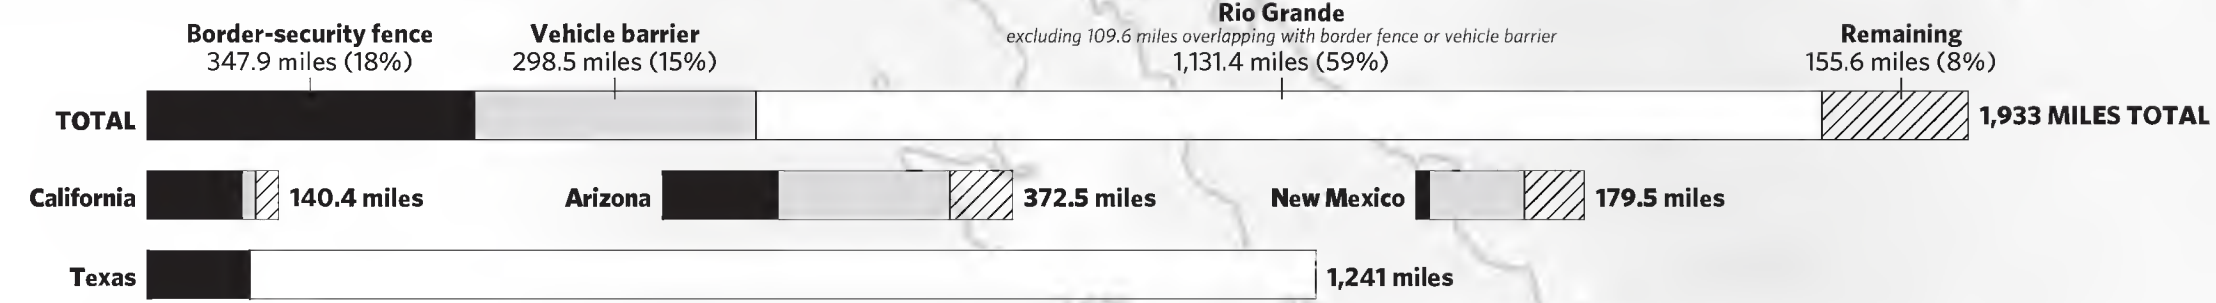 Border-security fence
347.9 miles (18%)
Vehicle barrier
298.5 miles (15%)
Rio Grande
excluding 109.6 miles overlapping with border fence or vehicle barrier
1,131.4 miles (59%)
Remaining
155.6 miles (8%)
TOTAL
1,933 MILES TOTAL
California
140.4 miles
Arizona
372.5 miles
New Mexico
179.5 miles
Texas
1,241 miles